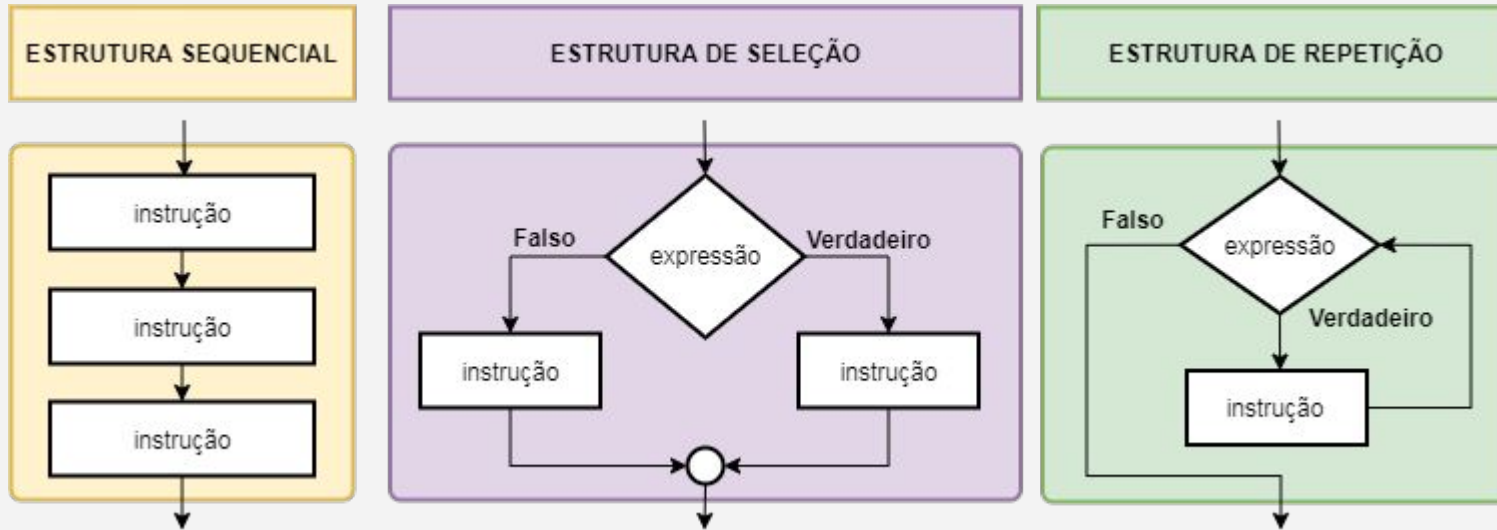 ESTRUTURA SEQUENCIAL
instrução
instrução
instrução
ESTRUTURA DE SELEÇÃO
Falso
expressão
Verdadeiro
instrução
instrução
ESTRUTURA DE REPETIÇÃO
Falso
expressão
Verdadeiro
instrução